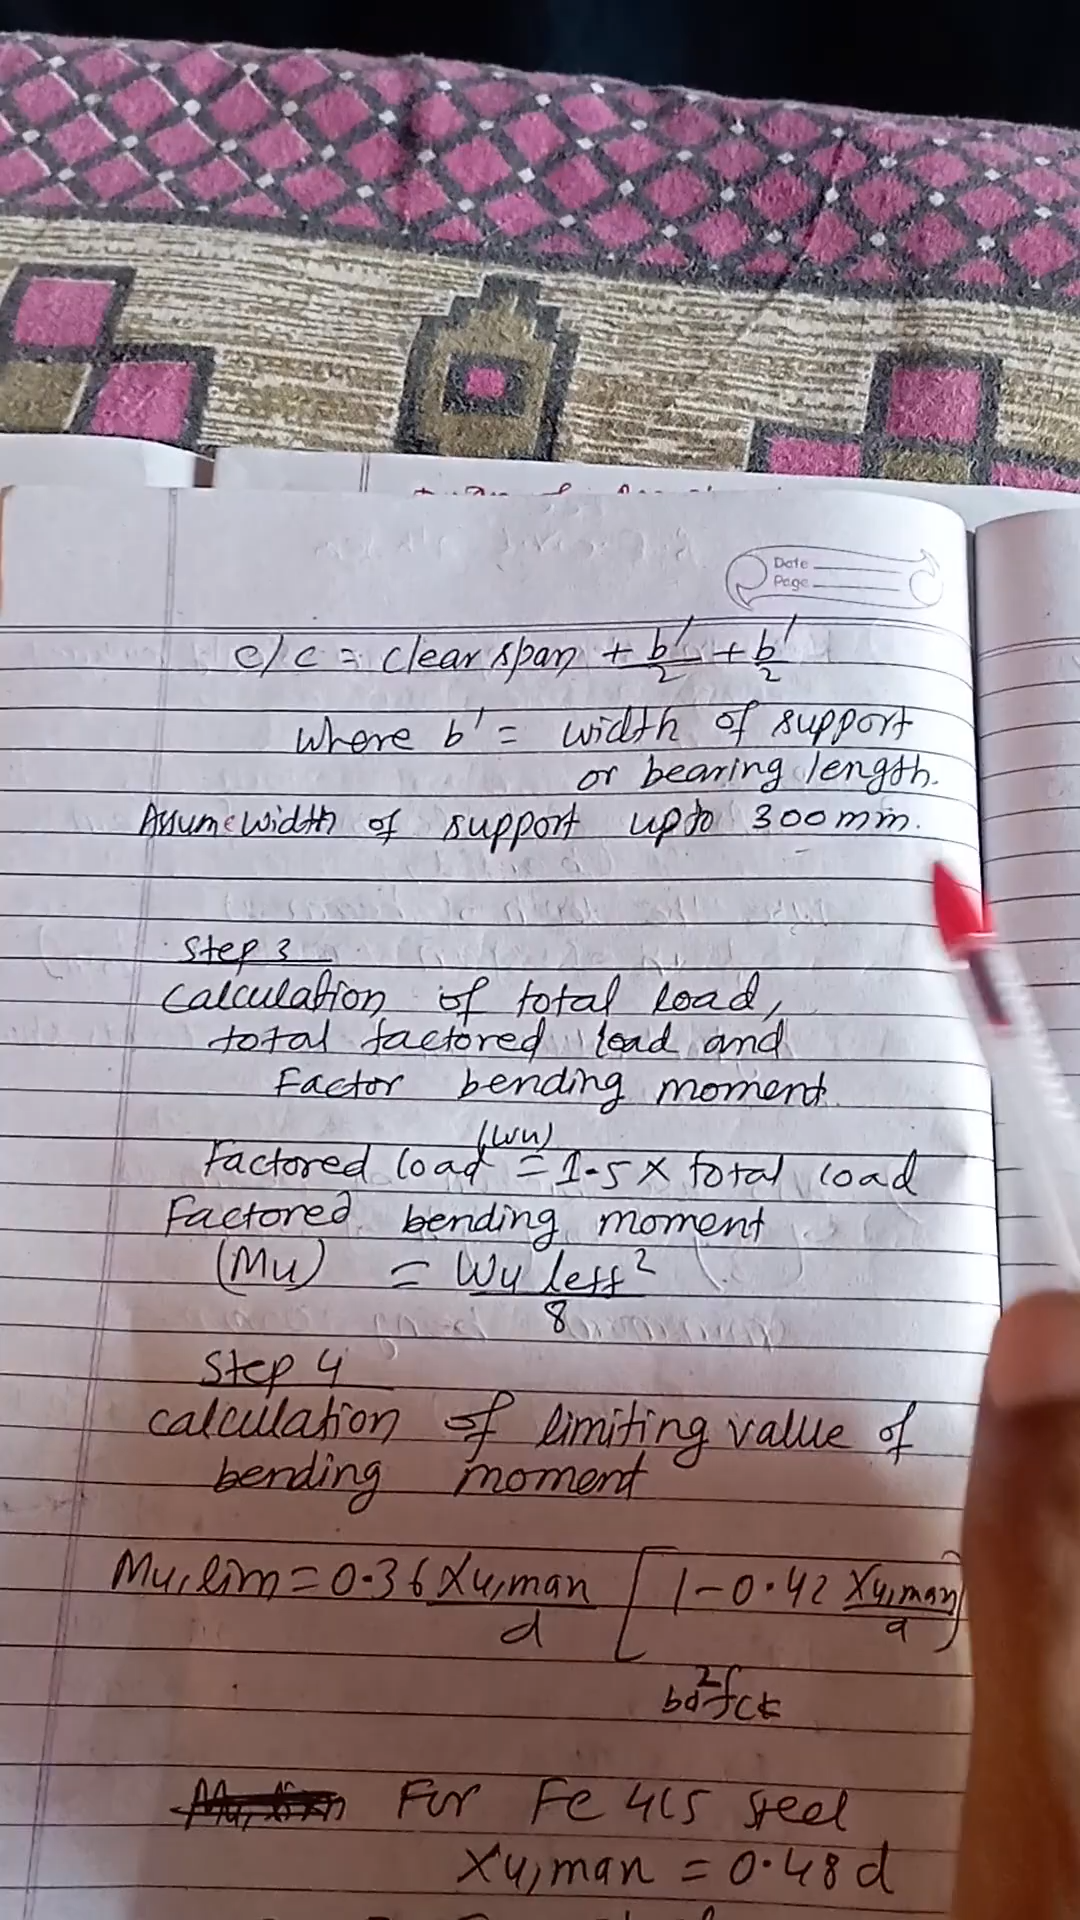 Date
Page
c/c = clear span + b'/2 + b'/2
Where b' = width of support
or bearing length.
Assume width of support upto 300mm.
Step 3
Calculation of total load,
total factored load and
Factor bending moment.
Factored load (Wu) = 1.5 × total load
Factored bending moment
(Mu) = Wu leff²/8
Step 4
Calculation of limiting value of
bending moment
Mu,lim = 0.36 Xu,man/d [1-0.42 Xu,man/d]
bd²fck
For Fe 415 steel
Xu,man = 0.48d